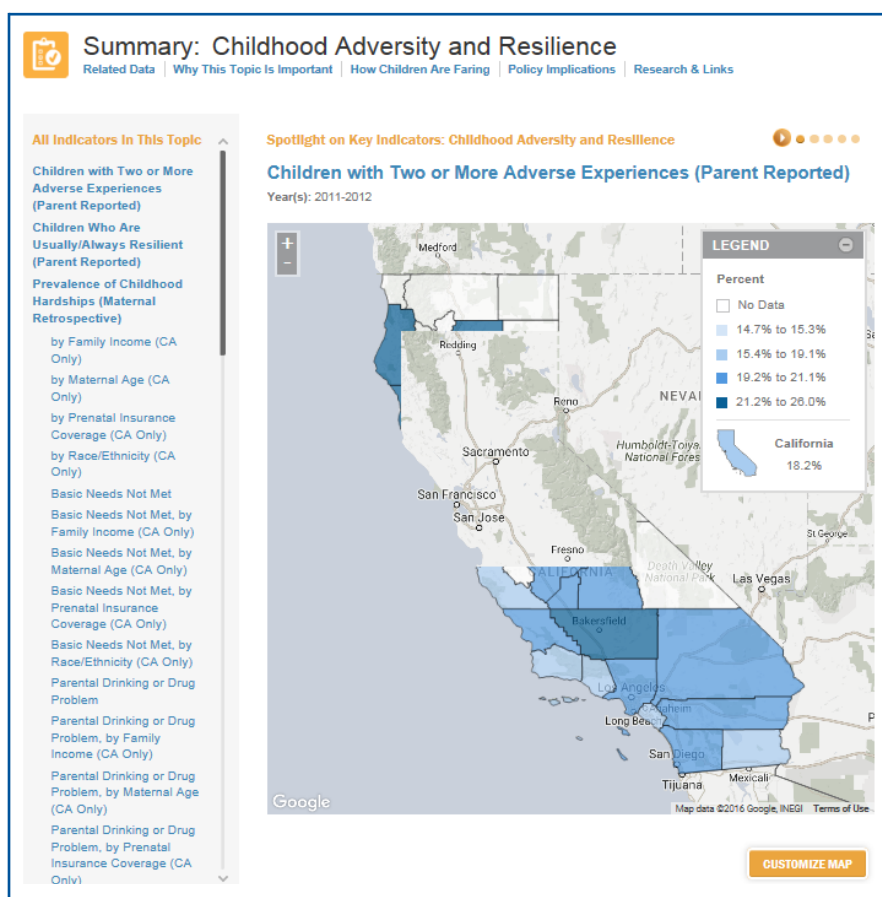 Summary: Childhood Adversity and Resilience
Related Data | Why This Topic Is Important | How Children Are Faring | Policy Implications | Research & Links
All Indicators In This Topic
Children with Two or More
Adverse Experiences
(Parent Reported)
Children Who Are
Usually/Always Resilient
(Parent Reported)
Prevalence of Childhood
Hardships (Maternal
Retrospective)
by Family Income (CA
Only)
by Maternal Age (CA
Only)
by Prenatal Insurance
Coverage (CA Only)
by Race/Ethnicity (CA
Only)
Basic Needs Not Met
Basic Needs Not Met, by
Family Income (CA Only)
Basic Needs Not Met, by
Maternal Age (CA Only)
Basic Needs Not Met, by
Prenatal Insurance
Coverage (CA Only)
Basic Needs Not Met, by
Race/Ethnicity (CA Only)
Parental Drinking or Drug
Problem
Parental Drinking or Drug
Problem, by Family
Income (CA Only)
Parental Drinking or Drug
Problem, by Maternal Age
(CA Only)
Parental Drinking or Drug
Problem, by Prenatal
Insurance Coverage (CA
Only)
Spotlight on Key Indicators: Childhood Adversity and Resilience
Children with Two or More Adverse Experiences (Parent Reported)
Year(s): 2011-2012
+
-
Medford
Redding
Reno
NEVA
Humboldt-Toiya
National Fores
Sacramento
San Francisco
San Jose
Fresno
CALIFORNIA
Death Valley
National Park
Las Vegas
St George
Bakersfield
Los Angeles
Anaheim
Long Beach
San Diego
Tijuana
Mexicali
LEGEND
Percent
No Data
14.7% to 15.3%
15.4% to 19.1%
19.2% to 21.1%
21.2% to 26.0%
California
18.2%
Google
Map data ©2016 Google, INEGI Terms of Use
CUSTOMIZE MAP